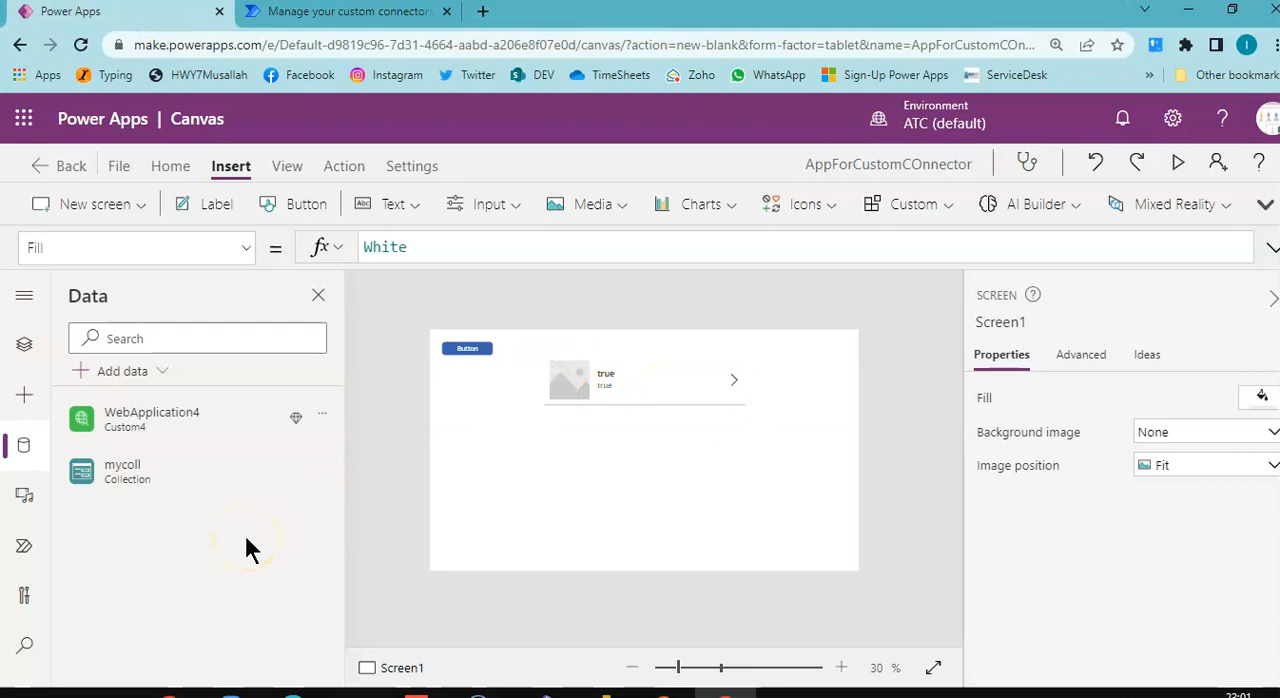 Power Apps
Manage your custom connectors
make.powerapps.com/e/Default-d9819c96-7d31-4664-aabd-a206e8f07e0d/canvas/?action=new-blank&form-factor=tablet&name=AppForCustomCOn...
Apps Typing HWY7Musallah Facebook Instagram Twitter DEV TimeSheets Zoho WhatsApp Sign-Up Power Apps ServiceDesk » Other bookmark
Power Apps | Canvas
Environment
ATC (default)
Back File Home Insert View Action Settings AppForCustomCOnnector
New screen Label Button Text Input Media Charts Icons Custom AI Builder Mixed Reality
Fill = fx White
Data
Search
Add data
WebApplication4
Custom4
mycoll
Collection
Button
true
true
SCREEN
Screen1
Properties Advanced Ideas
Fill
Background image None
Image position Fit
Screen1 30 %